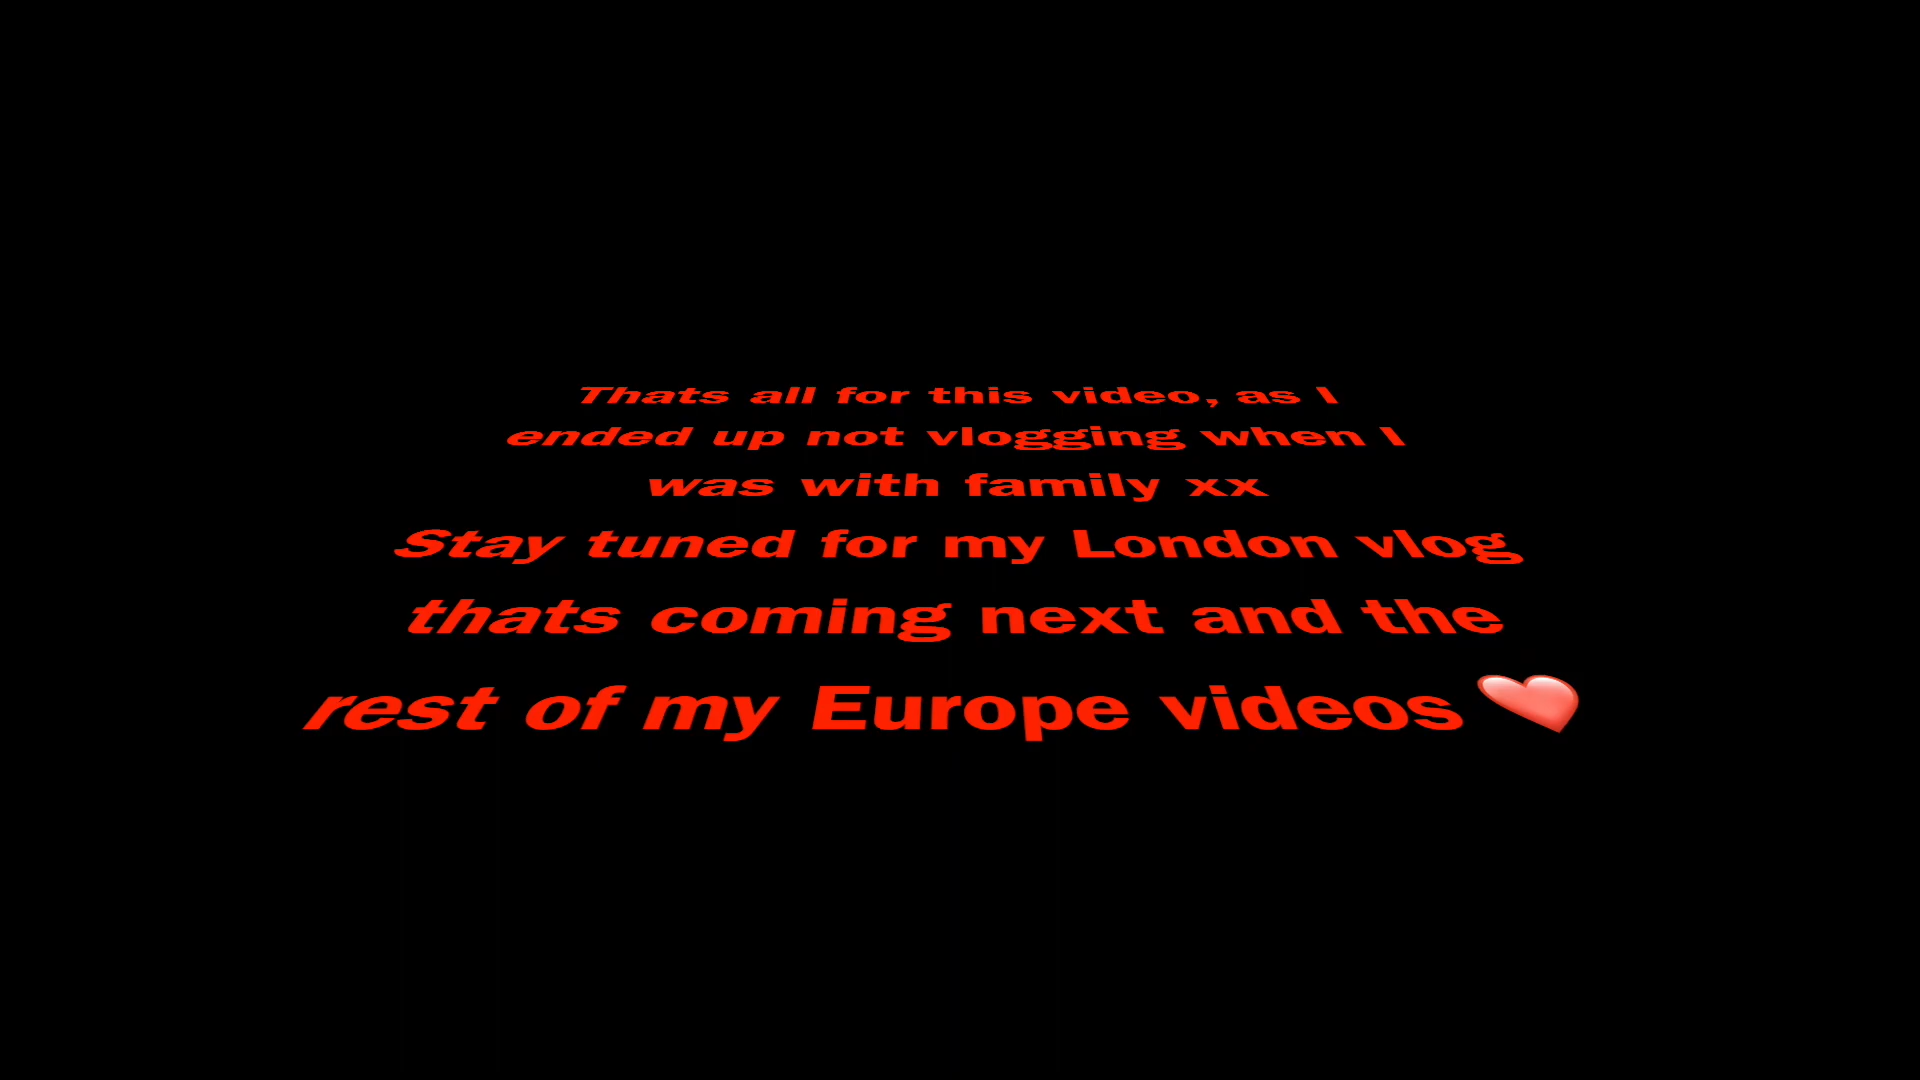 Thats all for this video, as I
ended up not vlogging when I
was with family xx
Stay tuned for my London vlog
thats coming next and the
rest of my Europe videos❤️